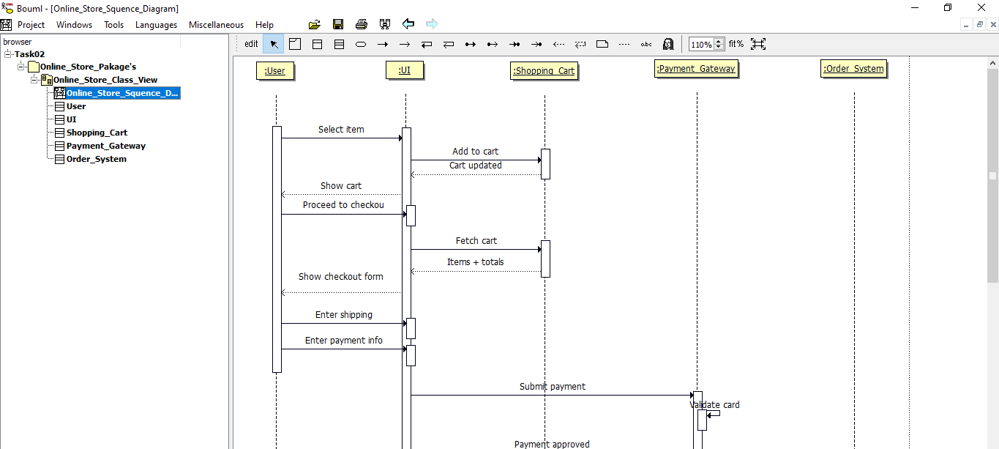 Bouml - [Online_Store_Squence_Diagram]
Project Windows Tools Languages Miscellaneous Help
browser
Task02
Online_Store_Pakage's
Online_Store_Class_View
Online_Store_Squence_D...
User
UI
Shopping_Cart
Payment_Gateway
Order_System
edit
abc
110%
fit%
:User
:UI
:Shopping_Cart
:Payment_Gateway
:Order_System
Select item
Add to cart
Cart updated
Show cart
Proceed to checkou
Fetch cart
Items + totals
Show checkout form
Enter shipping
Enter payment info
Submit payment
Validate card
Payment approved